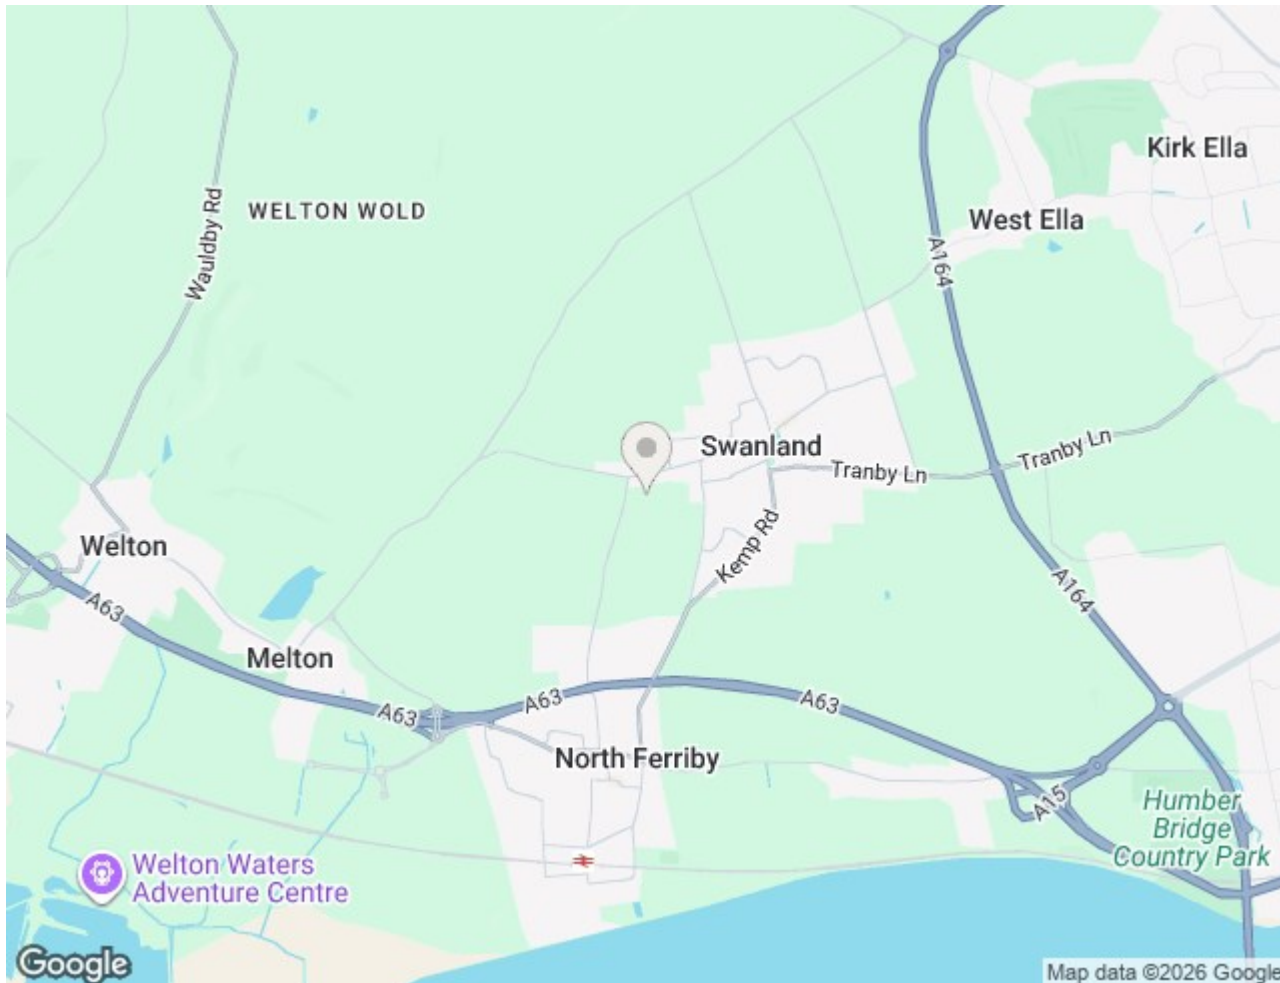 Kirk Ella
WELTON WOLD
West Ella
Wauldby Rd
A164
Swanland
Tranby Ln
Tranby Ln
Kemp Rd
Welton
A63
A164
Melton
A63
A63
A63
North Ferriby
A15
Humber
Bridge
Country Park
Welton Waters
Adventure Centre
Google
Map data ©2026 Google